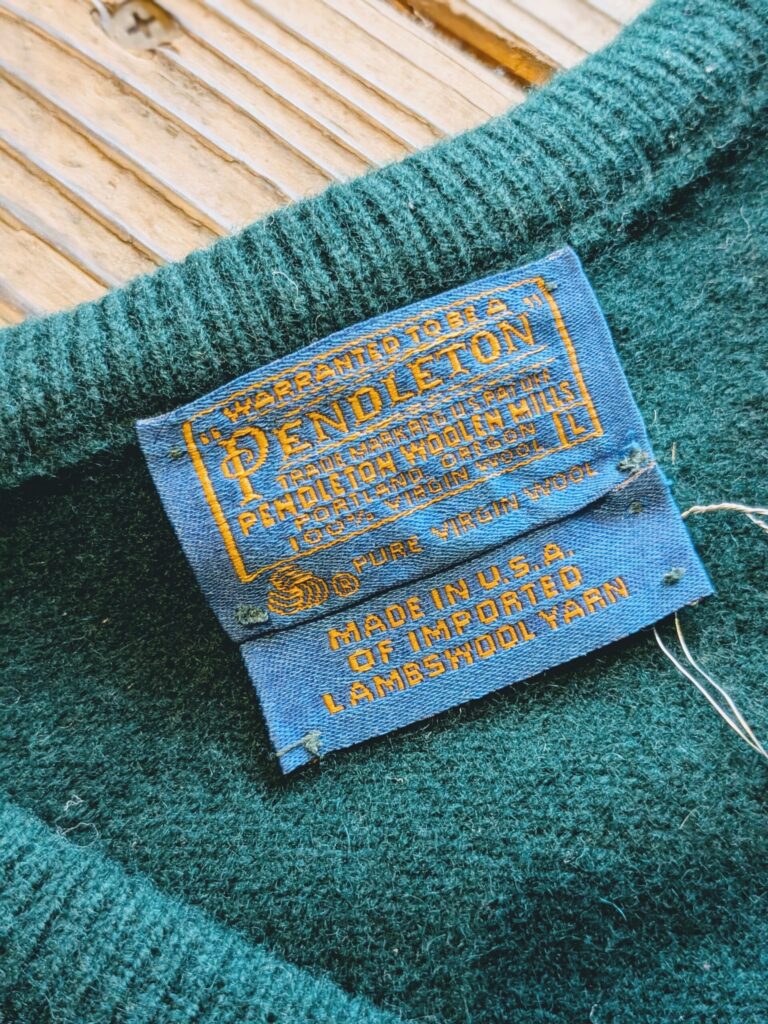 "WARRANTED TO BE A"
PENDLETON
TRADE MARK REG. U.S. PAT. OFF.
PENDLETON WOOLEN MILLS
PORTLAND, OREGON
100% VIRGIN WOOL
L
® PURE VIRGIN WOOL
MADE IN U.S.A.
OF IMPORTED
LAMBSWOOL YARN